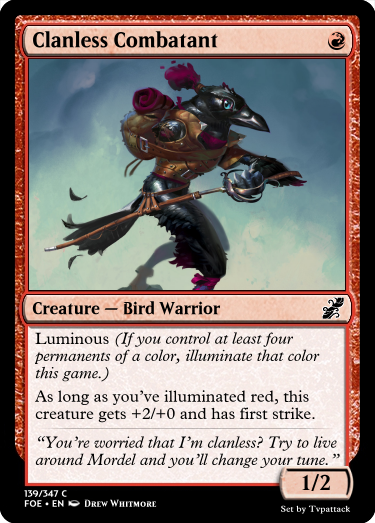 Clanless Combatant
Creature — Bird Warrior
Luminous (If you control at least four
permanents of a color, illuminate that color
this game.)
As long as you've illuminated red, this
creature gets +2/+0 and has first strike.
"You're worried that I'm clanless? Try to live
around Mordel and you'll change your tune."
1/2
139/347 C
FOE • EN Drew Whitmore
Set by Tvpattack